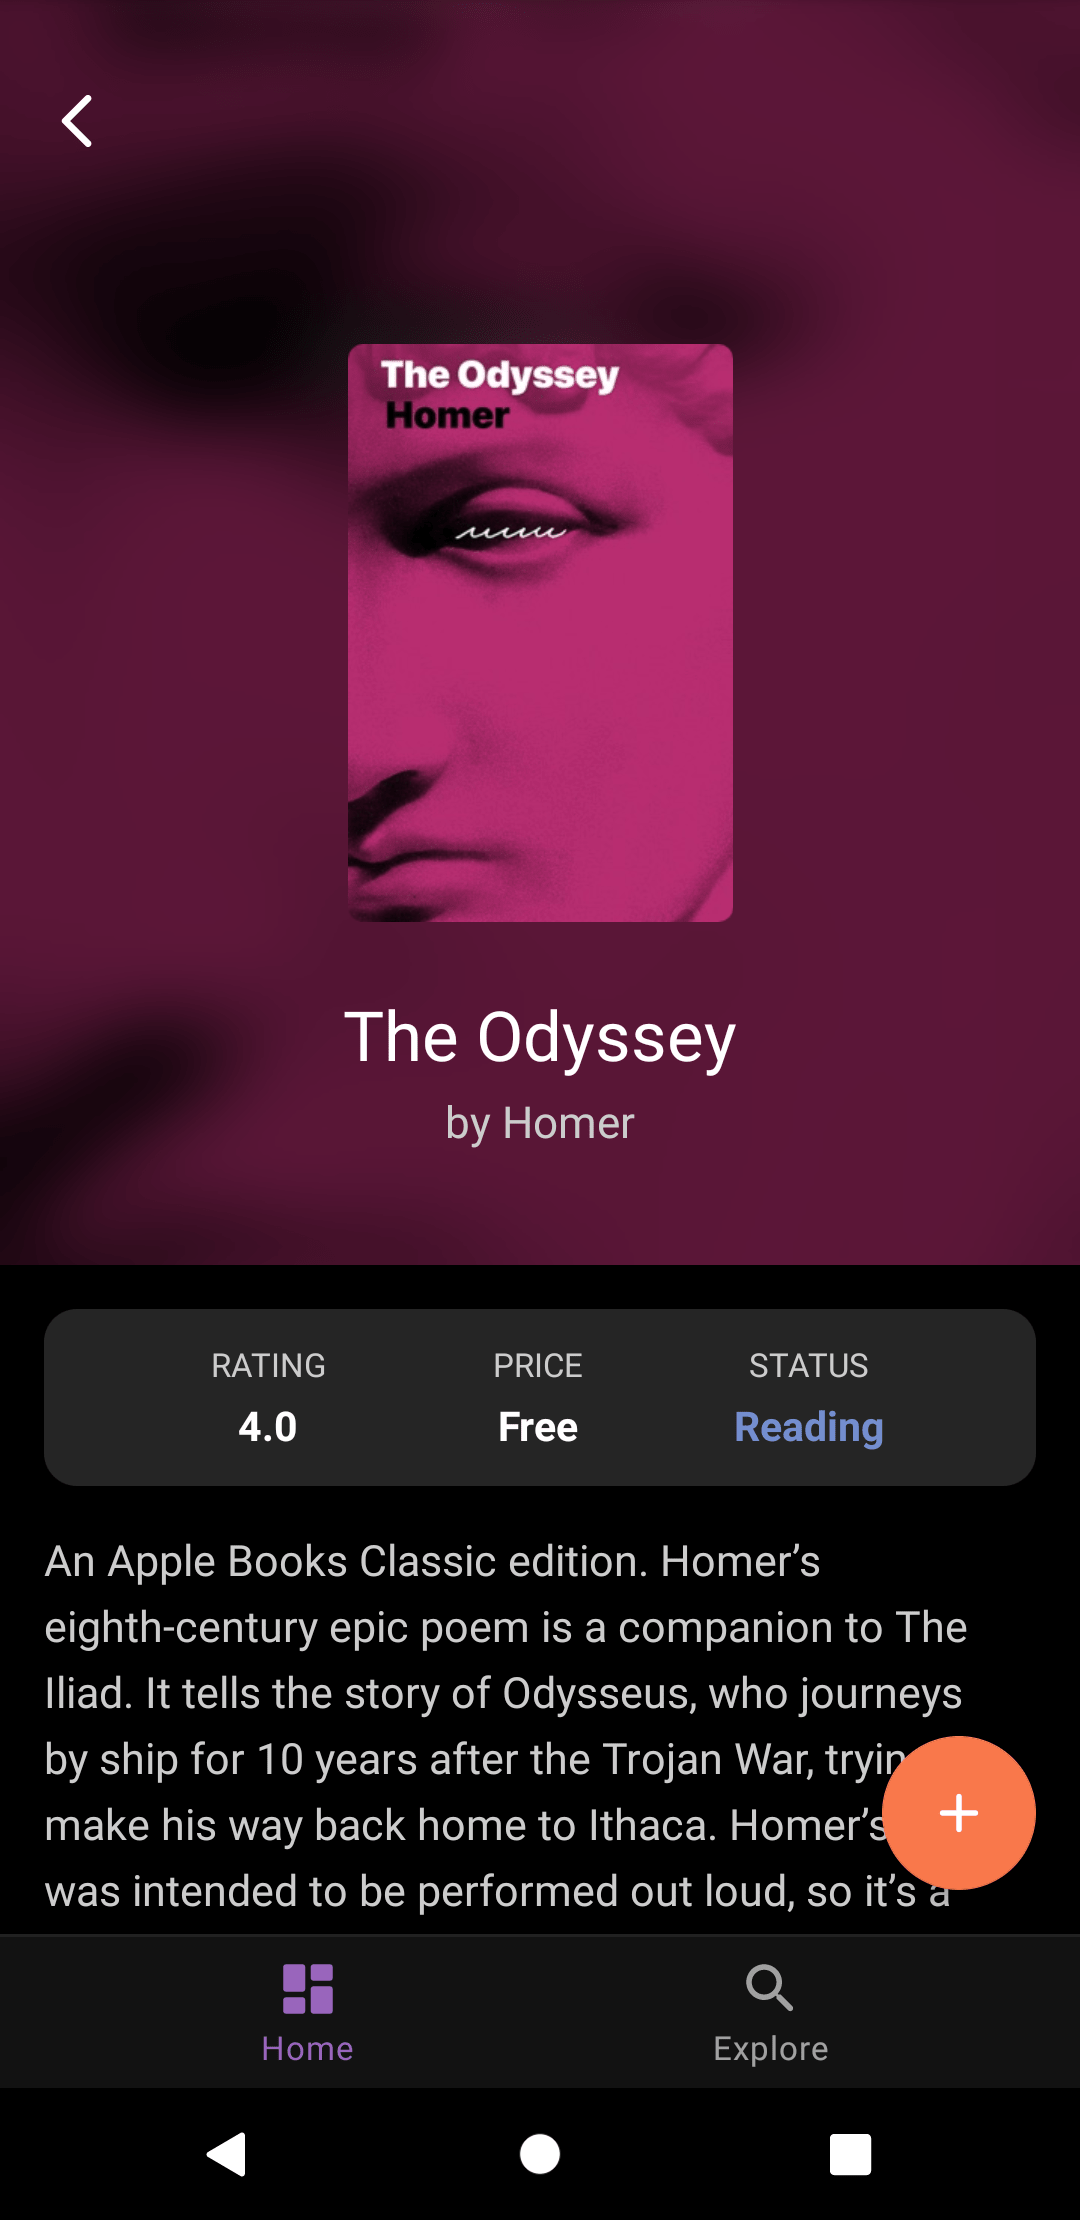 The Odyssey
Homer
The Odyssey
by Homer
RATING
PRICE
STATUS
4.0
Free
Reading
An Apple Books Classic edition. Homer’s
eighth-century epic poem is a companion to The
Iliad. It tells the story of Odysseus, who journeys
by ship for 10 years after the Trojan War, tryin
make his way back home to Ithaca. Homer’s
was intended to be performed out loud, so it’s a
Home
Explore